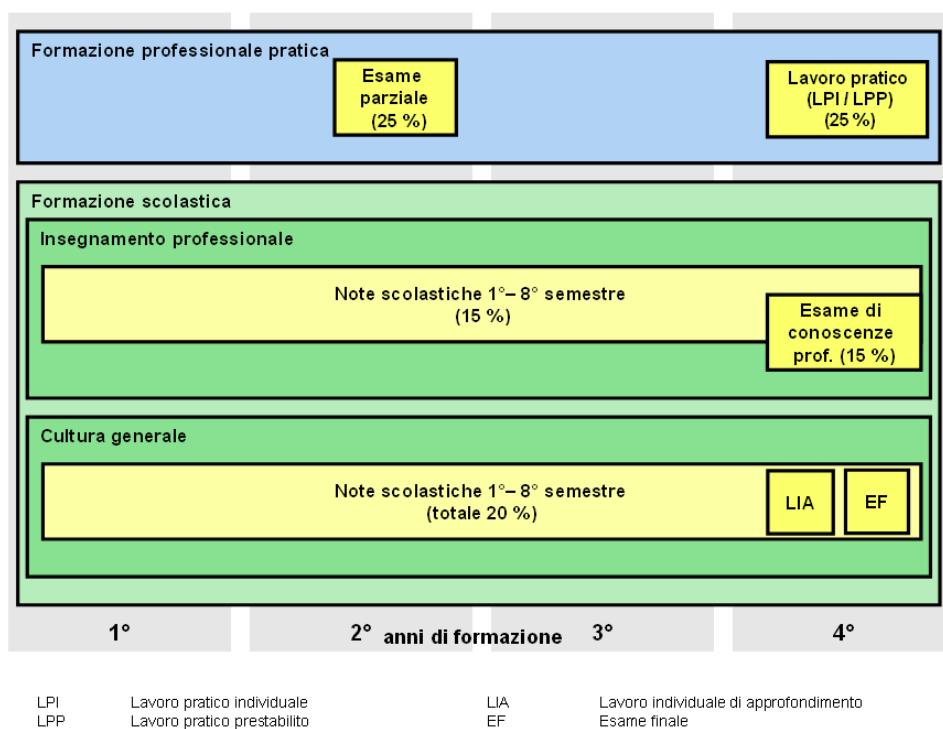 Formazione professionale pratica
Esame
parziale
(25 %)
Lavoro pratico
(LPI / LPP)
(25 %)
Formazione scolastica
Insegnamento professionale
Note scolastiche 1°– 8° semestre
(15 %)
Esame di
conoscenze
prof. (15 %)
Cultura generale
Note scolastiche 1°– 8° semestre
(totale 20 %)
LIA
EF
1°
2°
anni di formazione
3°
4°
LPI Lavoro pratico individuale
LPP Lavoro pratico prestabilito
LIA Lavoro individuale di approfondimento
EF Esame finale